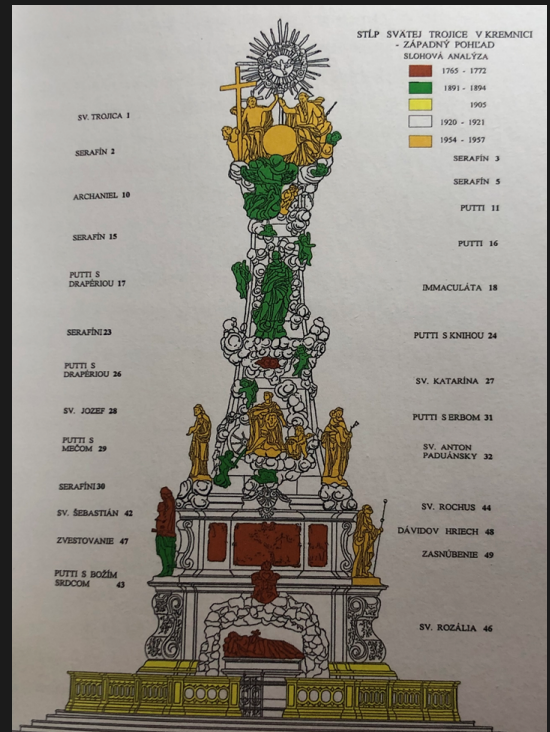 STĹP SVÄTEJ TROJICE V KREMNICI
- ZÁPADNÝ POHĽAD
SLOHOVÁ ANALÝZA
1765 - 1772
1891 - 1894
1905
1920 - 1921
1954 - 1957
SV. TROJICA 1
SERAFÍN 2
ARCHANIEL 10
SERAFÍN 15
PUTTI S
DRAPÉRIOU 17
SERAFÍNI 23
PUTTI S
DRAPÉRIOU 26
SV. JOZEF 28
PUTTI S
MEČOM 29
SERAFÍNI 30
SV. ŠEBASTIÁN 42
ZVESTOVANIE 47
PUTTI S BOŽÍM
SRDCOM 43
SERAFÍN 3
SERAFÍN 5
PUTTI 11
PUTTI 16
IMMACULÁTA 18
PUTTI S KNIHOU 24
SV. KATARÍNA 27
PUTTI S ERBOM 31
SV. ANTON
PADUÁNSKY 32
SV. ROCHUS 44
DÁVIDOV HRIECH 48
ZASNÚBENIE 49
SV. ROZÁLIA 46